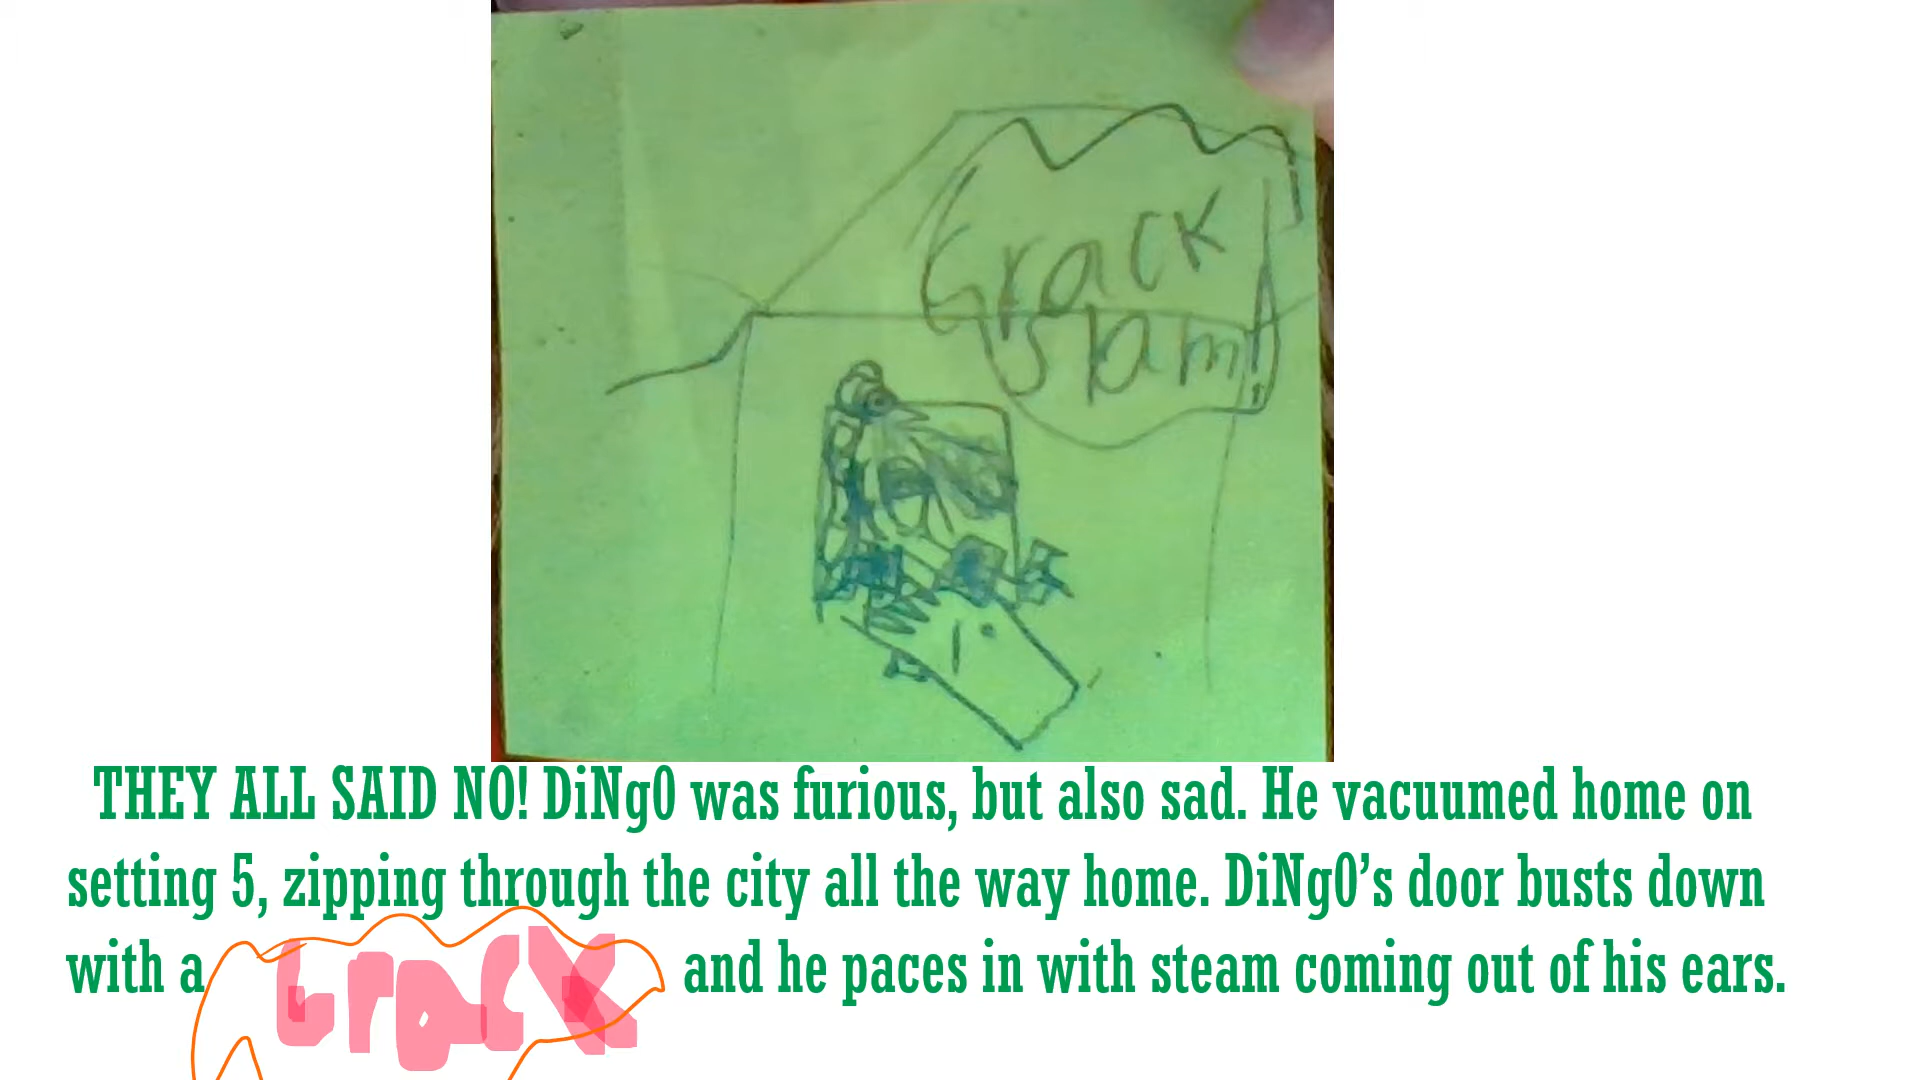 Crack
slam!
THEY ALL SAID NO! DiNgO was furious, but also sad. He vacuumed home on
setting 5, zipping through the city all the way home. DiNgO’s door busts down
with a Crack and he paces in with steam coming out of his ears.